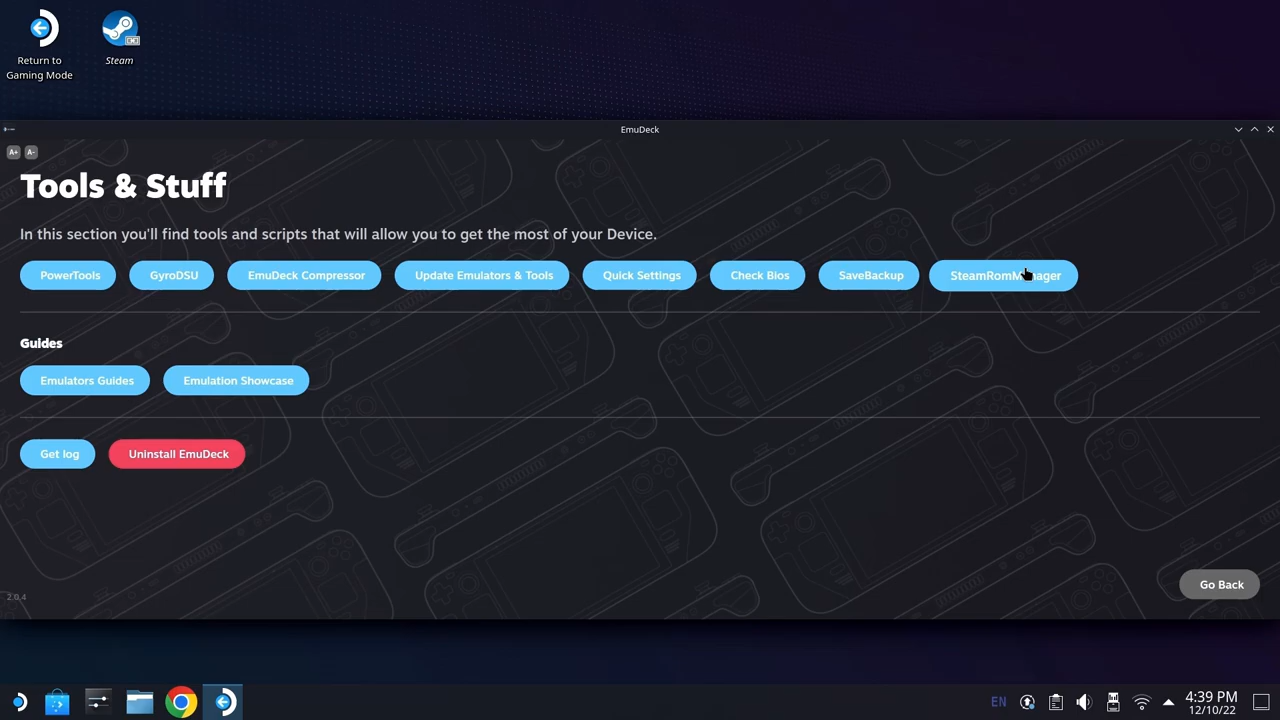 Return to
Gaming Mode
Steam
EmuDeck
A+ A-
Tools & Stuff
In this section you'll find tools and scripts that will allow you to get the most of your Device.
PowerTools GyroDSU EmuDeck Compressor Update Emulators & Tools Quick Settings Check Bios SaveBackup SteamRomManager
Guides
Emulators Guides Emulation Showcase
Get log Uninstall EmuDeck
Go Back
2.0.4
EN
4:39 PM
12/10/22